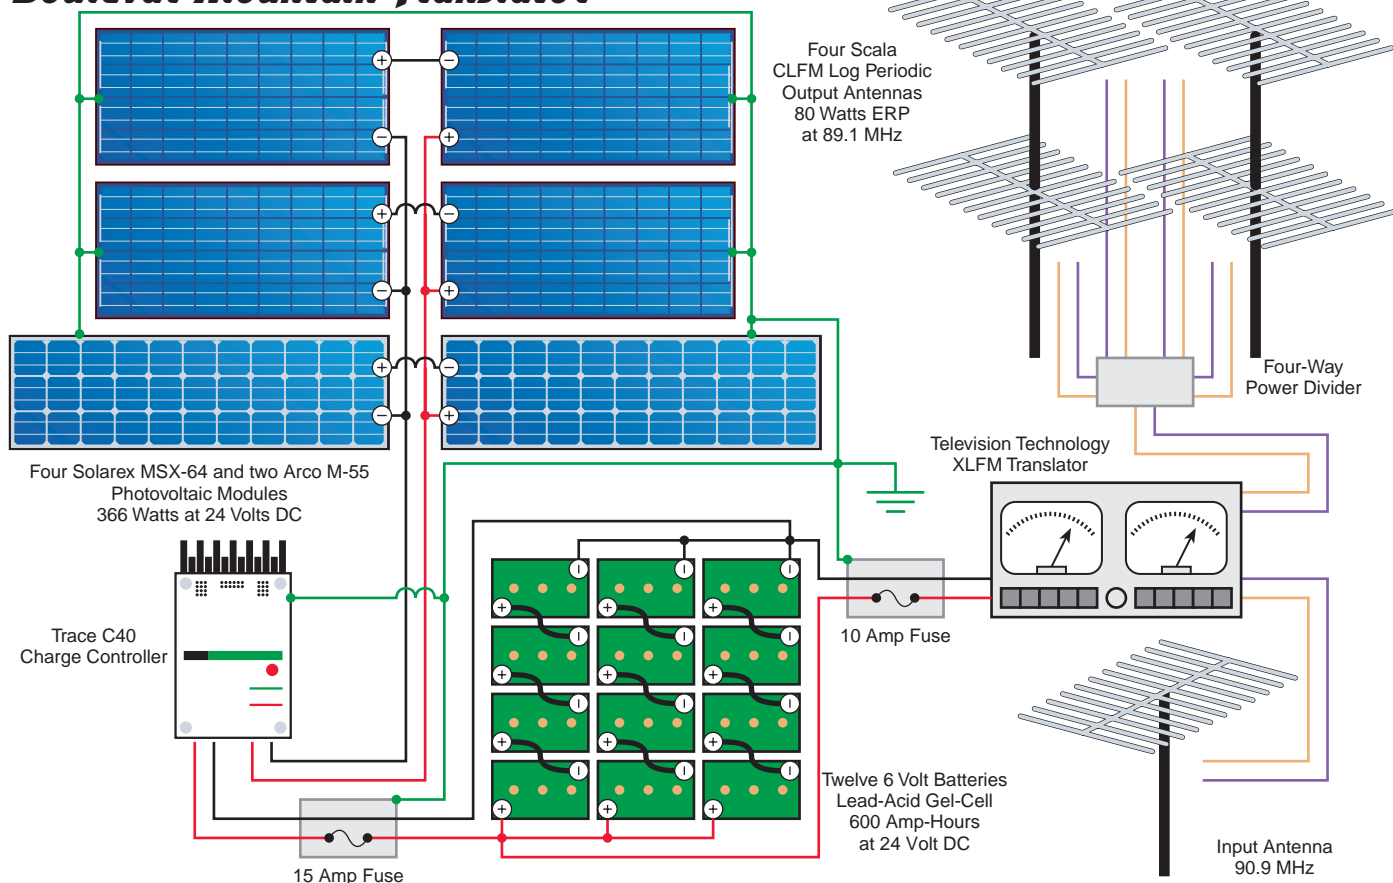 Boulevar Mountain Translator
Four Scala
CLFM Log Periodic
Output Antennas
80 Watts ERP
at 89.1 MHz
Four-Way
Power Divider
Television Technology
XLFM Translator
Four Solarex MSX-64 and two Arco M-55
Photovoltaic Modules
366 Watts at 24 Volts DC
Trace C40
Charge Controller
10 Amp Fuse
Twelve 6 Volt Batteries
Lead-Acid Gel-Cell
600 Amp-Hours
at 24 Volt DC
15 Amp Fuse
Input Antenna
90.9 MHz